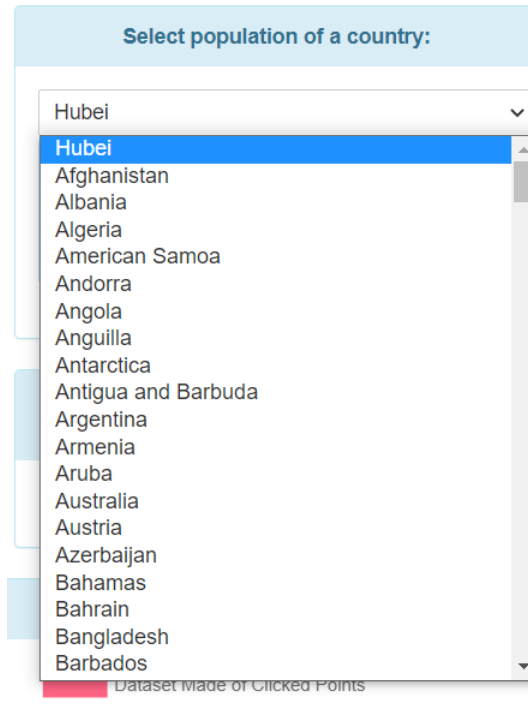 Select population of a country:
Hubei
Hubei
Afghanistan
Albania
Algeria
American Samoa
Andorra
Angola
Anguilla
Antarctica
Antigua and Barbuda
Argentina
Armenia
Aruba
Australia
Austria
Azerbaijan
Bahamas
Bahrain
Bangladesh
Barbados
Dataset Made of Clicked Points